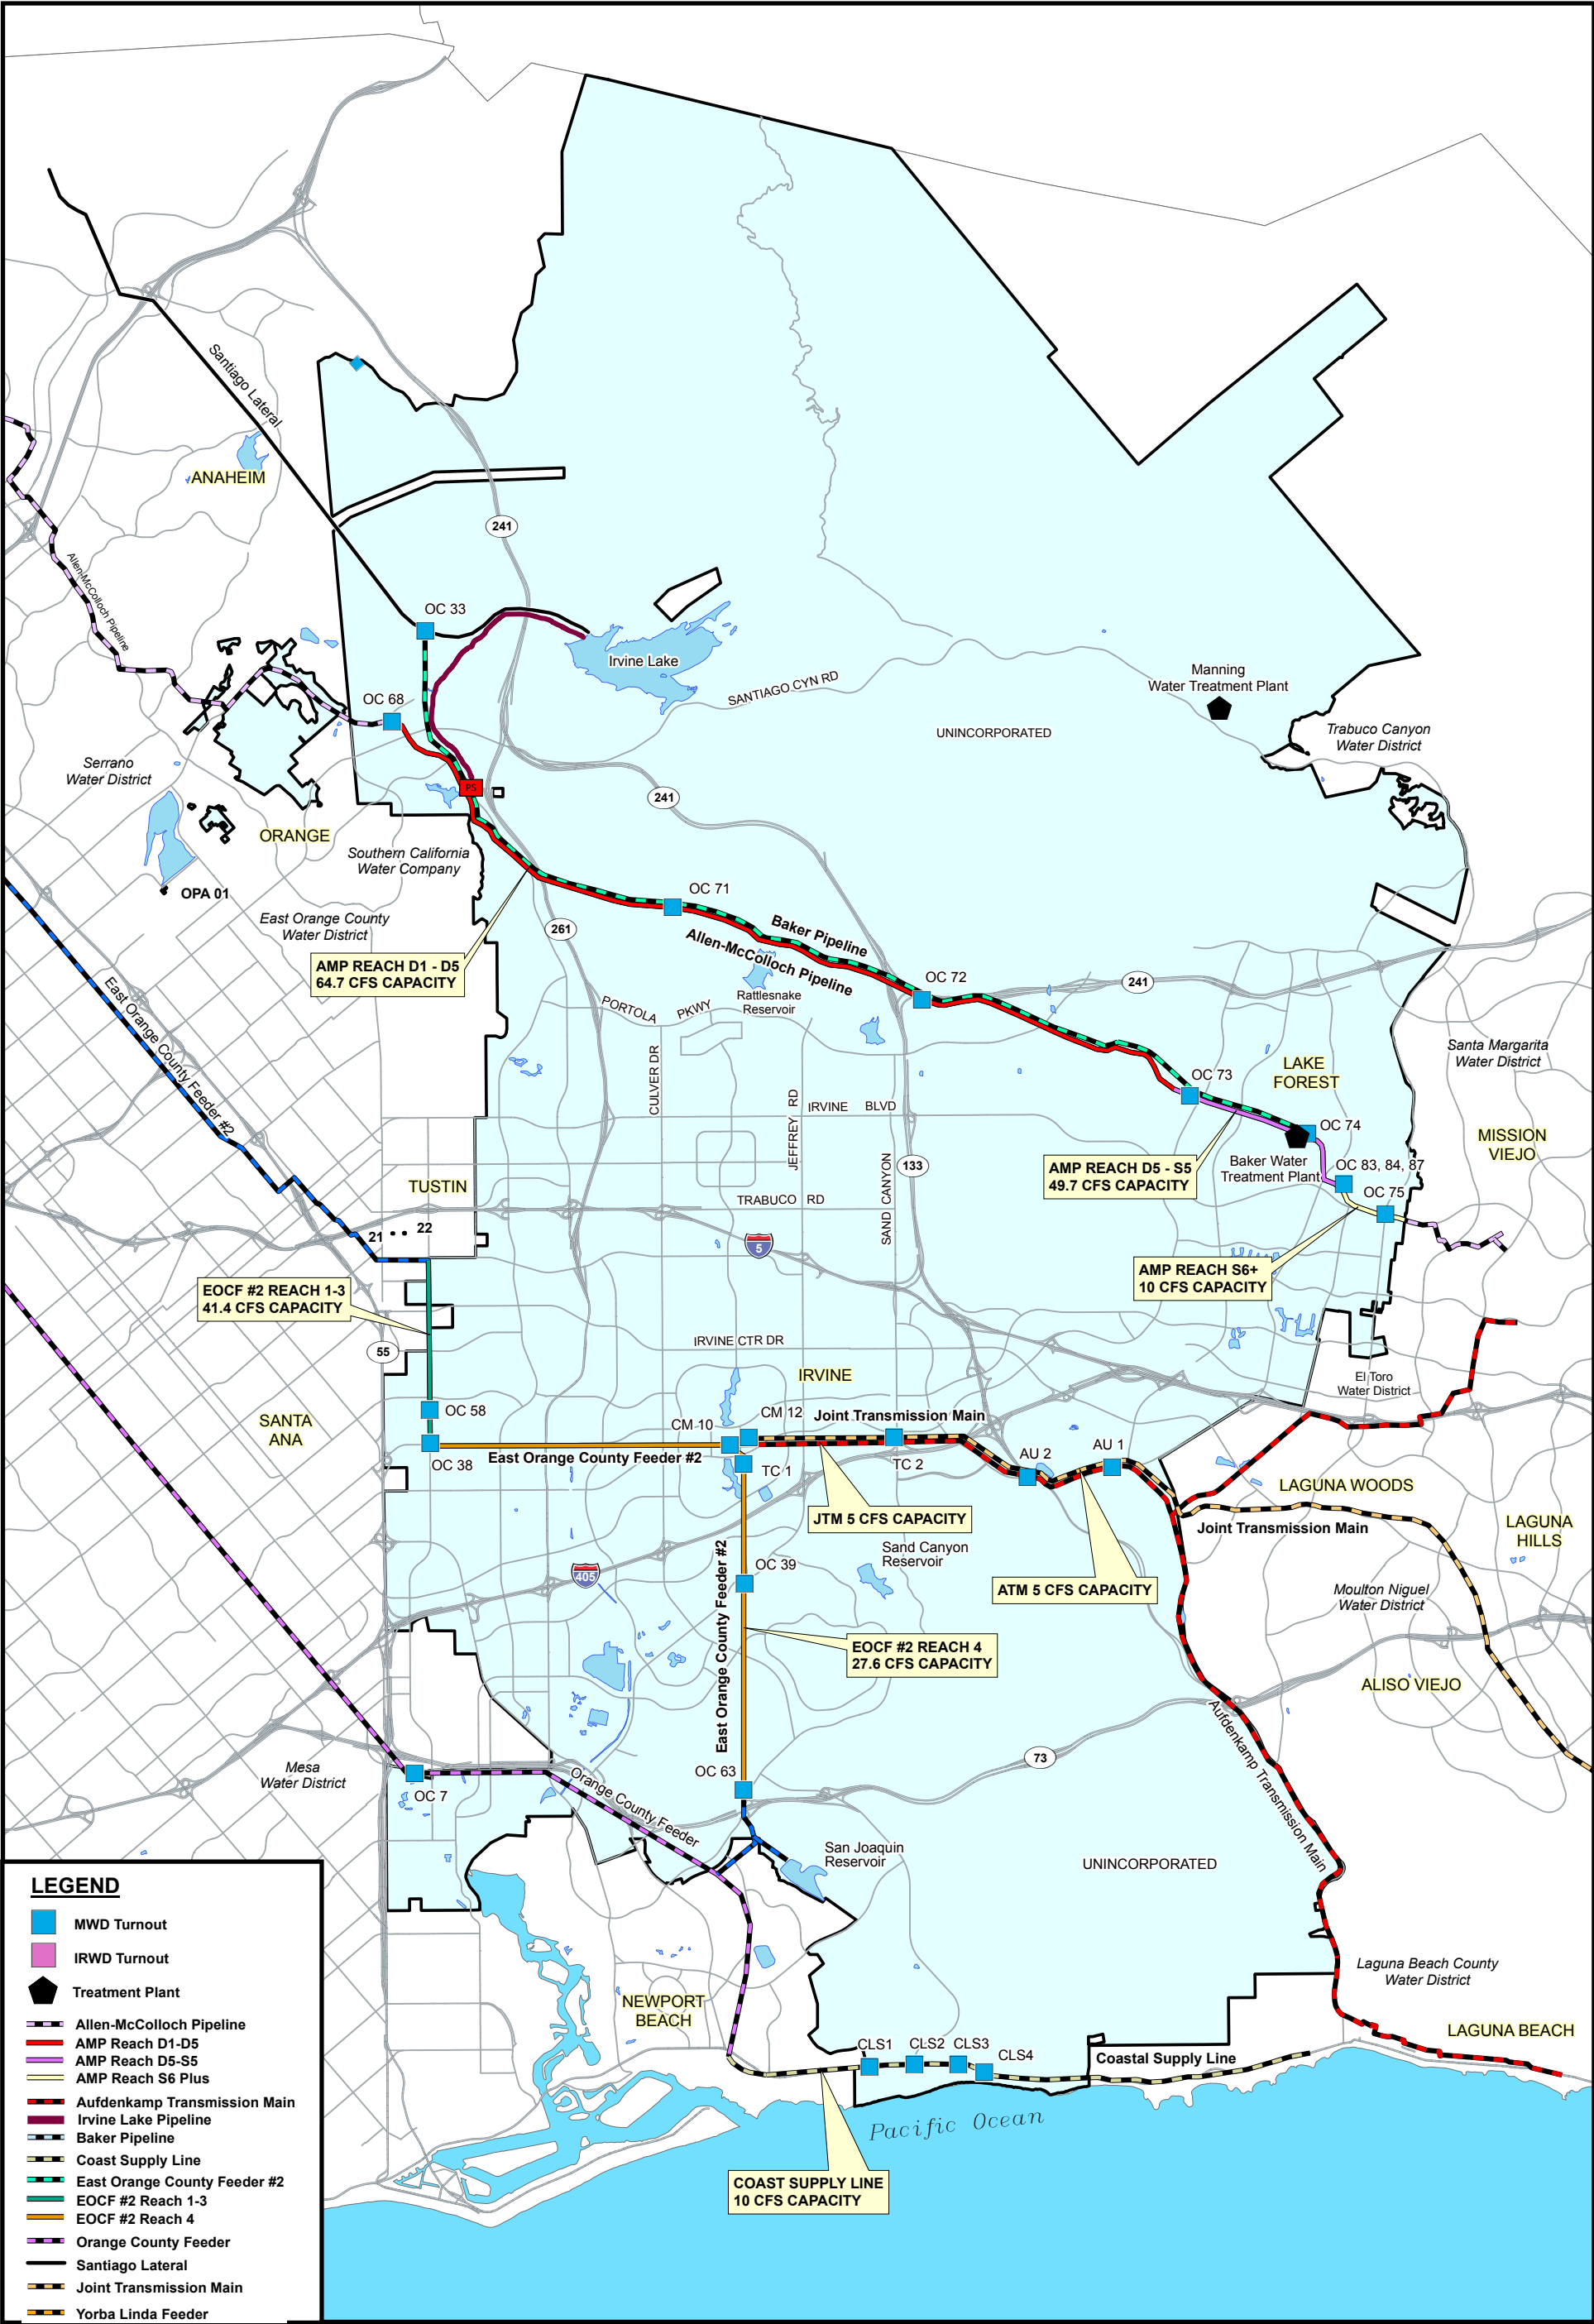 Santiago Lateral
ANAHEIM
241
Allen-McColloch Pipeline
OC 33
Irvine Lake
SANTIAGO CYN RD
Manning
Water Treatment Plant
OC 68
UNINCORPORATED
Trabuco Canyon
Water District
Serrano
Water District
PS
241
ORANGE
Southern California
Water Company
OPA 01
OC 71
East Orange County
Water District
261
Baker Pipeline
Allen-McColloch Pipeline
AMP REACH D1 - D5
64.7 CFS CAPACITY
OC 72
241
Rattlesnake
Reservoir
PORTOLA PKWY
East Orange County Feeder #2
CULVER DR
JEFFREY RD
Santa Margarita
Water District
LAKE
FOREST
OC 73
IRVINE BLVD
OC 74
MISSION
VIEJO
133
SAND CANYON
AMP REACH D5 - S5
49.7 CFS CAPACITY
Baker Water
Treatment Plant
OC 83, 84, 87
OC 75
TUSTIN
TRABUCO RD
21
22
5
AMP REACH S6+
10 CFS CAPACITY
EOCF #2 REACH 1-3
41.4 CFS CAPACITY
55
IRVINE CTR DR
IRVINE
El Toro
Water District
SANTA
ANA
OC 58
CM 10
CM 12
Joint Transmission Main
OC 38
East Orange County Feeder #2
TC 1
TC 2
AU 2
AU 1
LAGUNA WOODS
JTM 5 CFS CAPACITY
Joint Transmission Main
LAGUNA
HILLS
Sand Canyon
Reservoir
405
OC 39
ATM 5 CFS CAPACITY
Moulton Niguel
Water District
East Orange County Feeder #2
EOCF #2 REACH 4
27.6 CFS CAPACITY
ALISO VIEJO
Aufdenkamp Transmission Main
Mesa
Water District
OC 7
Orange County Feeder
OC 63
73
San Joaquin
Reservoir
UNINCORPORATED
Laguna Beach County
Water District
NEWPORT
BEACH
LAGUNA BEACH
CLS1
CLS2
CLS3
CLS4
Coastal Supply Line
Pacific Ocean
COAST SUPPLY LINE
10 CFS CAPACITY
LEGEND
MWD Turnout
IRWD Turnout
Treatment Plant
Allen-McColloch Pipeline
AMP Reach D1-D5
AMP Reach D5-S5
AMP Reach S6 Plus
Aufdenkamp Transmission Main
Irvine Lake Pipeline
Baker Pipeline
Coast Supply Line
East Orange County Feeder #2
EOCF #2 Reach 1-3
EOCF #2 Reach 4
Orange County Feeder
Santiago Lateral
Joint Transmission Main
Yorba Linda Feeder